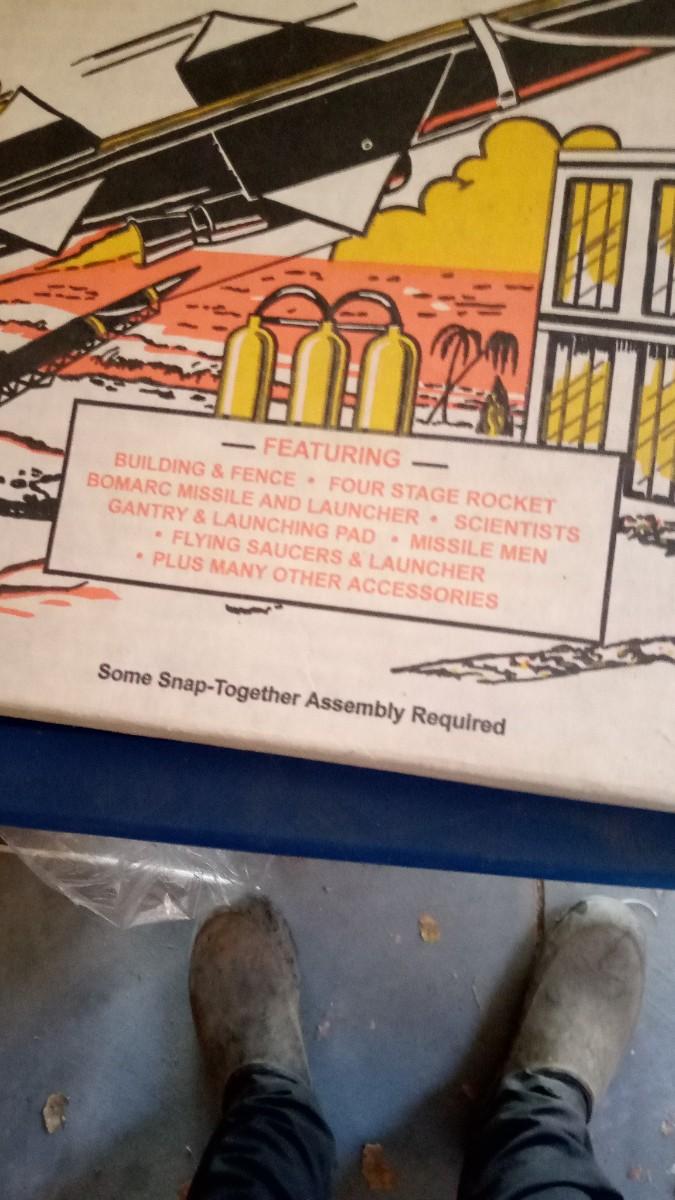 — FEATURING —
BUILDING & FENCE • FOUR STAGE ROCKET
BOMARC MISSILE AND LAUNCHER • SCIENTISTS
GANTRY & LAUNCHING PAD • MISSILE MEN
• FLYING SAUCERS & LAUNCHER
• PLUS MANY OTHER ACCESSORIES
Some Snap-Together Assembly Required